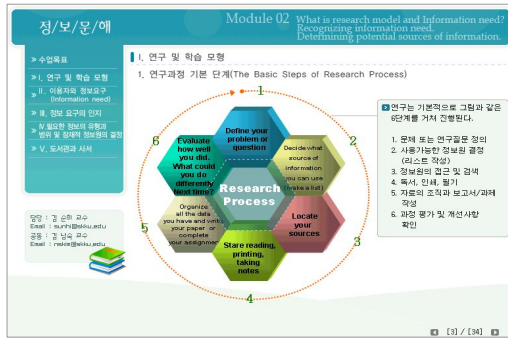 정/보/문/해
Module 02
What is research model and Information need?
Recognizing information need.
Determining potential sources of information.
» 수업목표
» I. 연구 및 학습 모형
» II. 이용자와 정보요구
(Information need)
» III. 정보 요구의 인지
» IV. 필요한 정보의 유형과
범위 및 잠재적 정보원의 결정
» V. 도서관과 사서
담당 : 김 순희 교수
Email : sunhi@skku.edu
공동 : 김 남숙 교수
Email : nskis@skku.edu
I. 연구 및 학습 모형
1. 연구과정 기본 단계(The Basic Steps of Research Process)
1
Define your
problem or
question
2
Decide what
source of
information
you can use
(make a list)
3
Locate
your
sources
4
Stare reading,
printing,
taking
notes
5
Organize
all the data
you have and write
your paper or
complete
your assignment
6
Evaluate
how well
you did.
What could
you do
differently
Next time?
Research
Process
연구는 기본적으로 그림과 같은
6단계를 거쳐 진행된다.
1. 문제 또는 연구질문 정의
2. 사용가능한 정보원 결정
(리스트 작성)
3. 정보원의 접근 및 검색
4. 독서, 인쇄, 필기
5. 자료의 조직과 보고서/과제
작성
6. 과정 평가 및 개선사항
확인
[3] / [34]